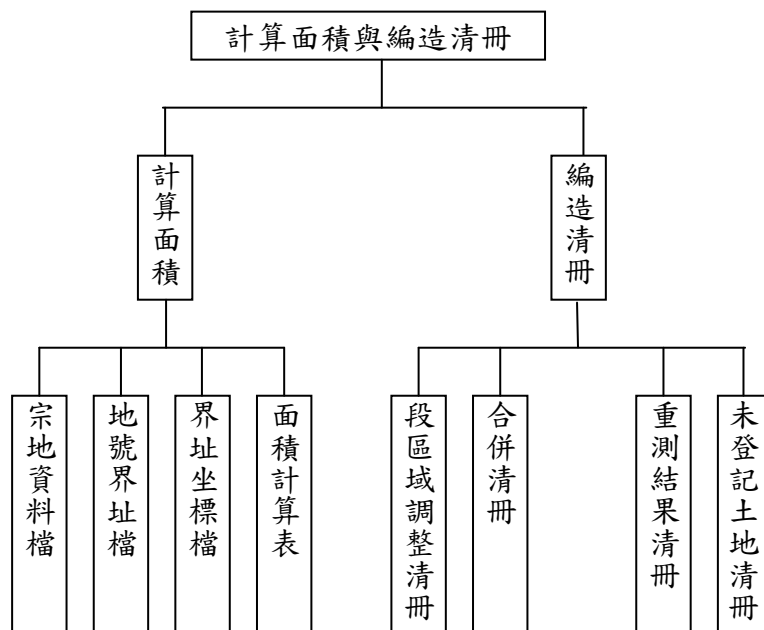 計算面積與編造清冊
計算面積
編造清冊
宗地資料檔
地號界址檔
界址坐標檔
面積計算表
段區域調整清冊
合併清冊
重測結果清冊
未登記土地清冊